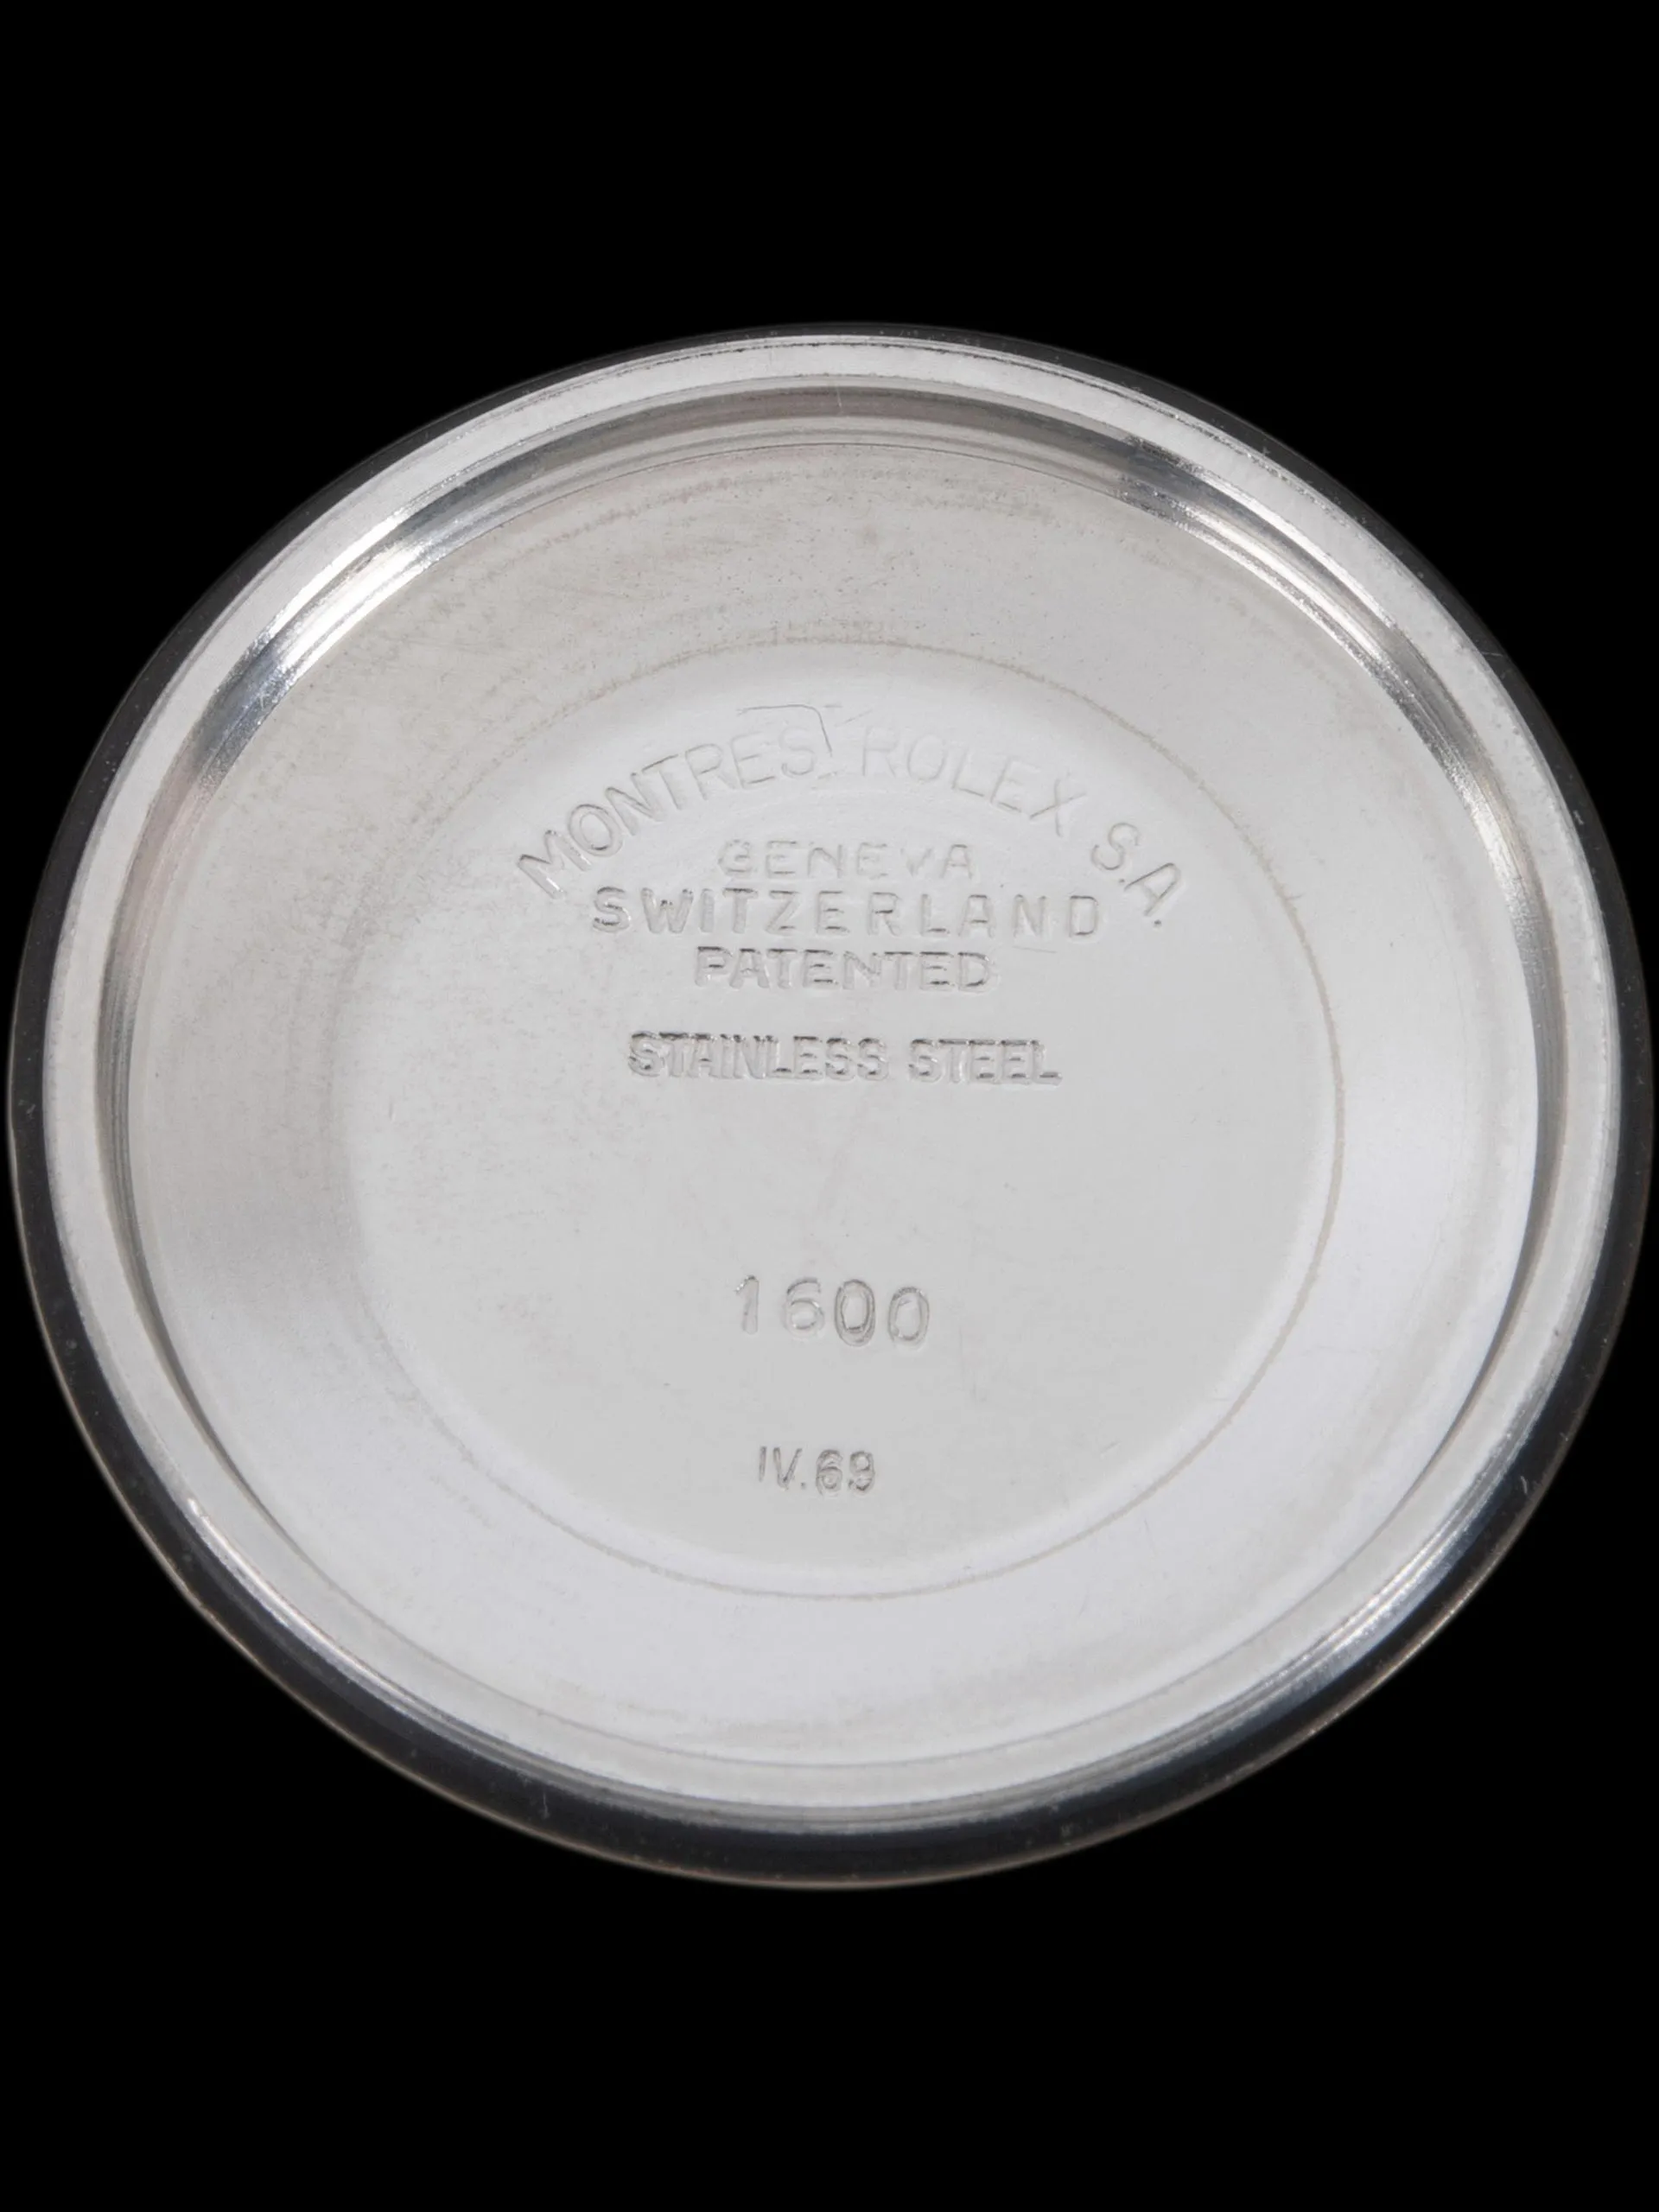 MONTRES ROLEX S.A.
GENEVA
SWITZERLAND
PATENTED
STAINLESS STEEL
1600
IV.69